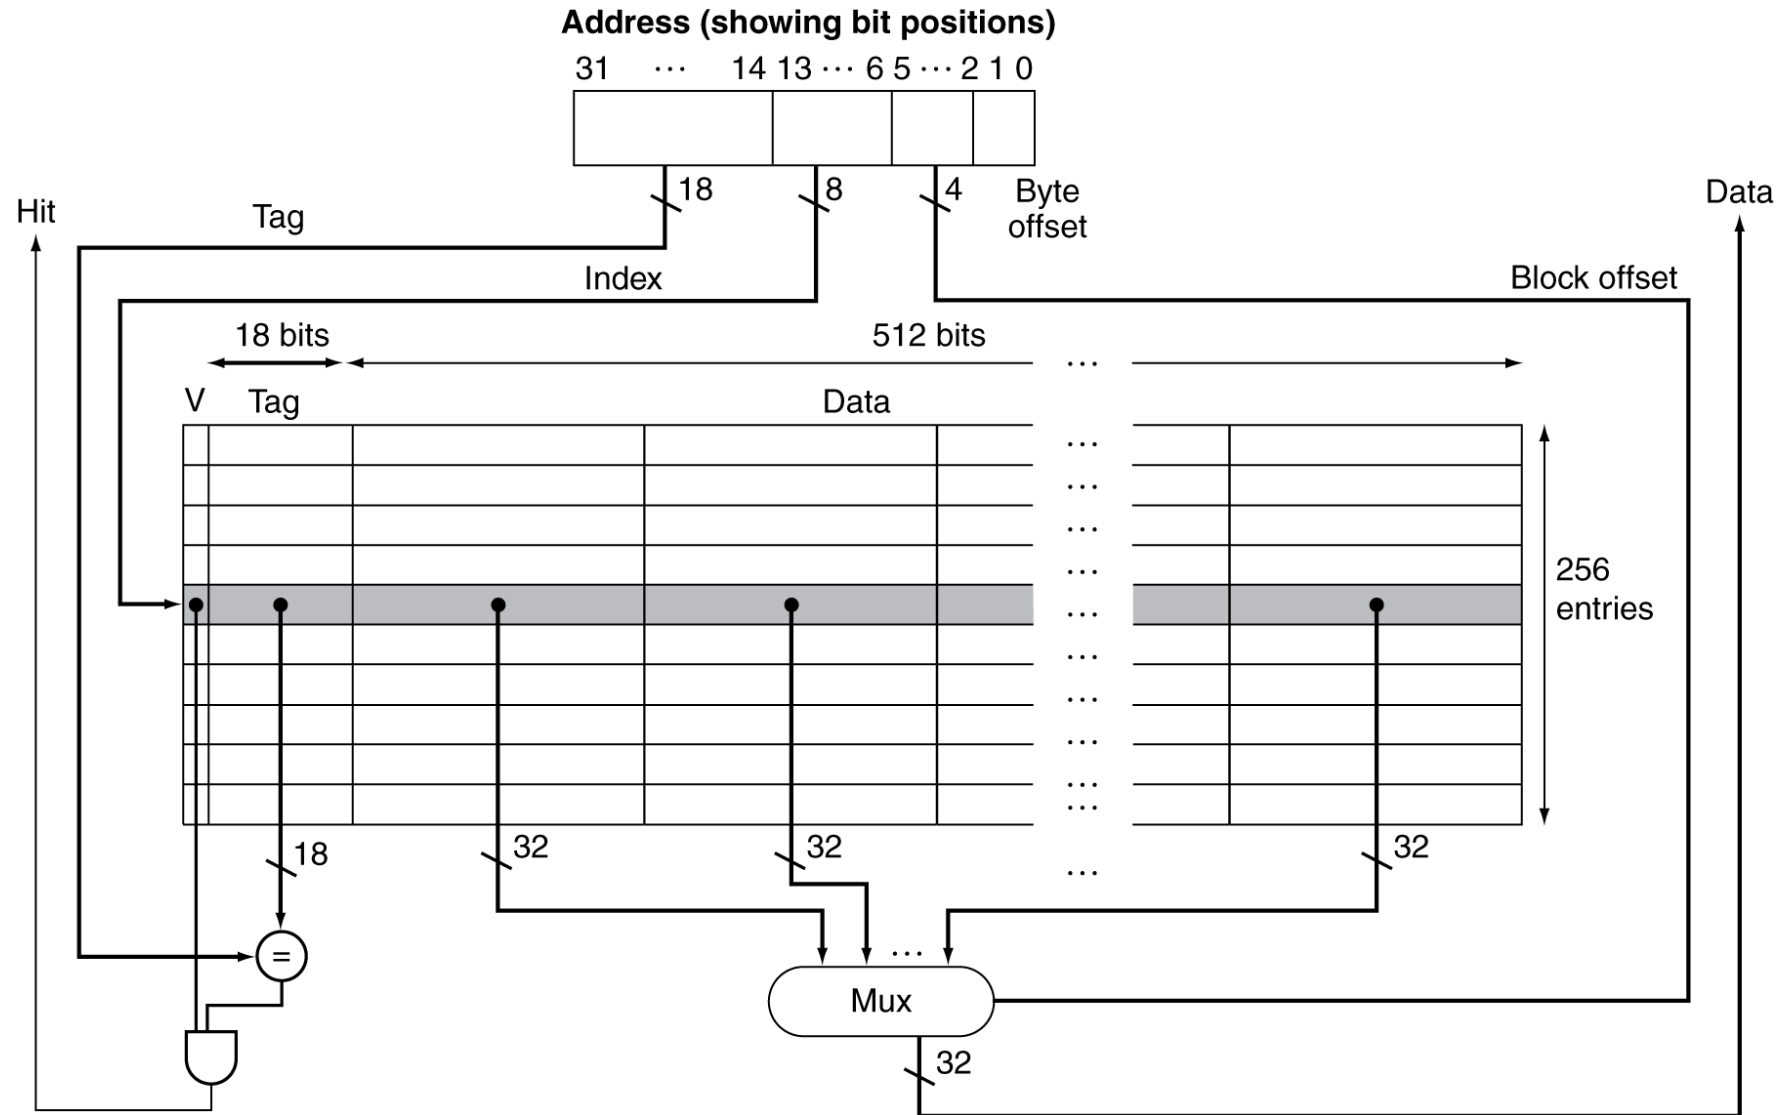 Address (showing bit positions)
31 ··· 14 13 ··· 6 5 ··· 2 1 0
18
8
4
Byte
offset
Hit
Tag
Data
Index
Block offset
18 bits
512 bits
···
V
Tag
Data
···
···
···
···
···
···
···
···
···
···
256
entries
18
32
32
···
32
=
···
Mux
32